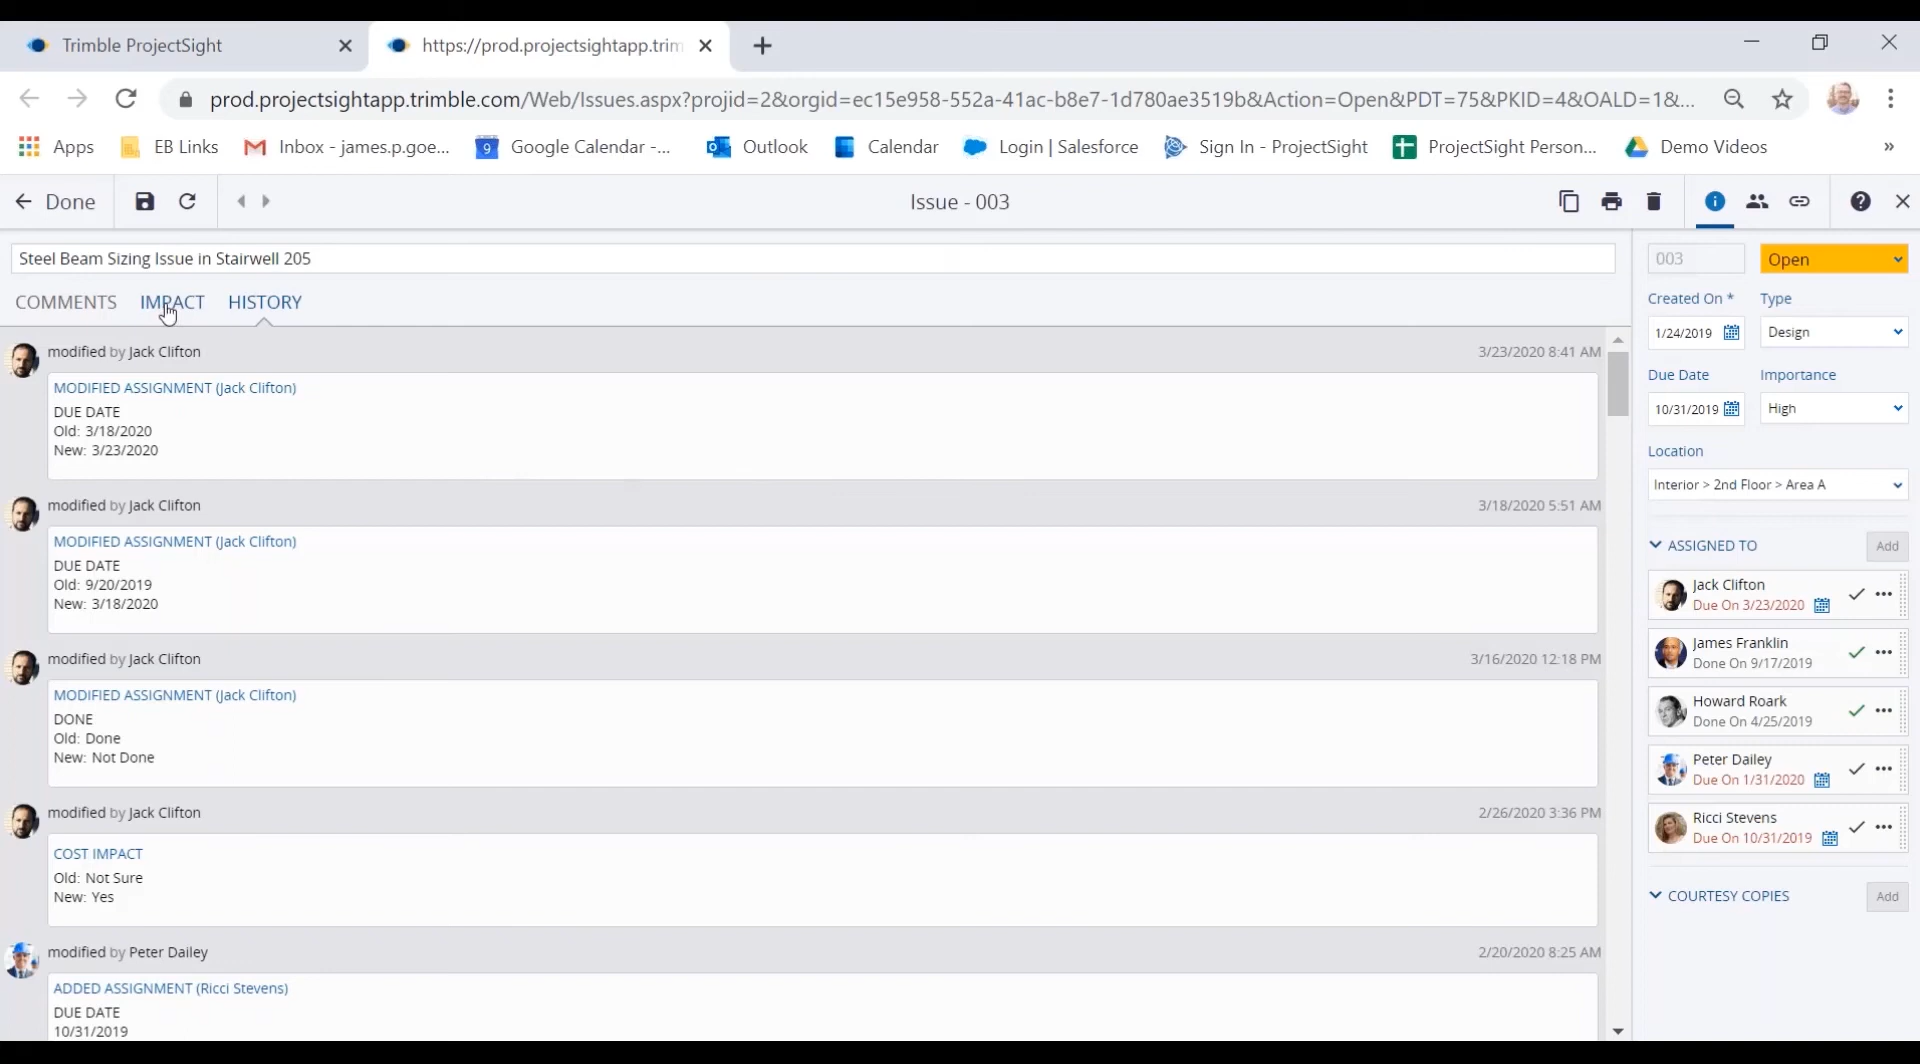 Trimble ProjectSight
https://prod.projectsightapp.trim
prod.projectsightapp.trimble.com/Web/Issues.aspx?projid=2&orgid=ec15e958-552a-41ac-b8e7-1d780ae3519b&Action=Open&PDT=75&PKID=4&OALD=1&...
Apps
EB Links
Inbox - james.p.goe...
9
Google Calendar -...
Outlook
Calendar
Login | Salesforce
Sign In - ProjectSight
ProjectSight Person...
Demo Videos
»
Done
Issue - 003
Steel Beam Sizing Issue in Stairwell 205
COMMENTS
IMPACT
HISTORY
modified by Jack Clifton
3/23/2020 8:41 AM
MODIFIED ASSIGNMENT (Jack Clifton)
DUE DATE
Old: 3/18/2020
New: 3/23/2020
modified by Jack Clifton
3/18/2020 5:51 AM
MODIFIED ASSIGNMENT (Jack Clifton)
DUE DATE
Old: 9/20/2019
New: 3/18/2020
modified by Jack Clifton
3/16/2020 12:18 PM
MODIFIED ASSIGNMENT (Jack Clifton)
DONE
Old: Done
New: Not Done
modified by Jack Clifton
2/26/2020 3:36 PM
COST IMPACT
Old: Not Sure
New: Yes
modified by Peter Dailey
2/20/2020 8:25 AM
ADDED ASSIGNMENT (Ricci Stevens)
DUE DATE
10/31/2019
003
Open
Created On *
Type
1/24/2019
Design
Due Date
Importance
10/31/2019
High
Location
Interior > 2nd Floor > Area A
ASSIGNED TO
Add
Jack Clifton
Due On 3/23/2020
James Franklin
Done On 9/17/2019
Howard Roark
Done On 4/25/2019
Peter Dailey
Due On 1/31/2020
Ricci Stevens
Due On 10/31/2019
COURTESY COPIES
Add